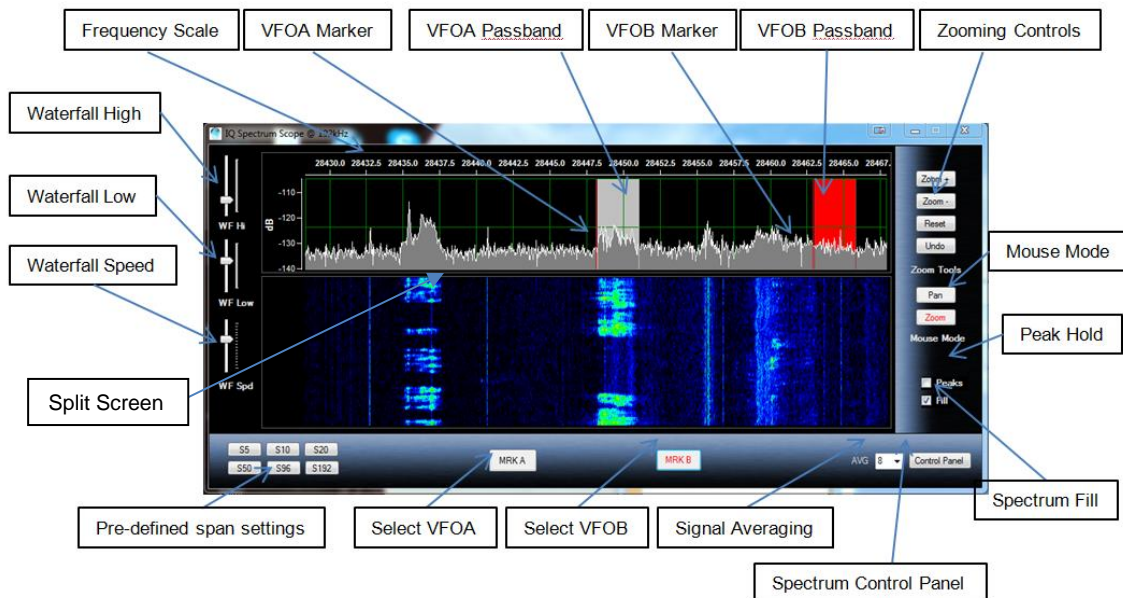 Frequency Scale
VFOA Marker
VFOA Passband
VFOB Marker
VFOB Passband
Zooming Controls
Waterfall High
Waterfall Low
Waterfall Speed
Split Screen
IQ Spectrum Scope @ 192kHz
28430.0 28432.5 28435.0 28437.5 28440.0 28442.5 28445.0 28447.5 28450.0 28452.5 28455.0 28457.5 28460.0 28462.5 28465.0 28467.
-110
-120
-130
-140
dB
WF Hi
WF Low
WF Spd
Zoom +
Zoom -
Reset
Undo
Zoom Tools
Pan
Zoom
Mouse Mode
Peaks
Fill
Mouse Mode
Peak Hold
S5 S10 S20
S50 S96 S192
MRK A
MRK B
AVG 8
Control Panel
Pre-defined span settings
Select VFOA
Select VFOB
Signal Averaging
Spectrum Fill
Spectrum Control Panel